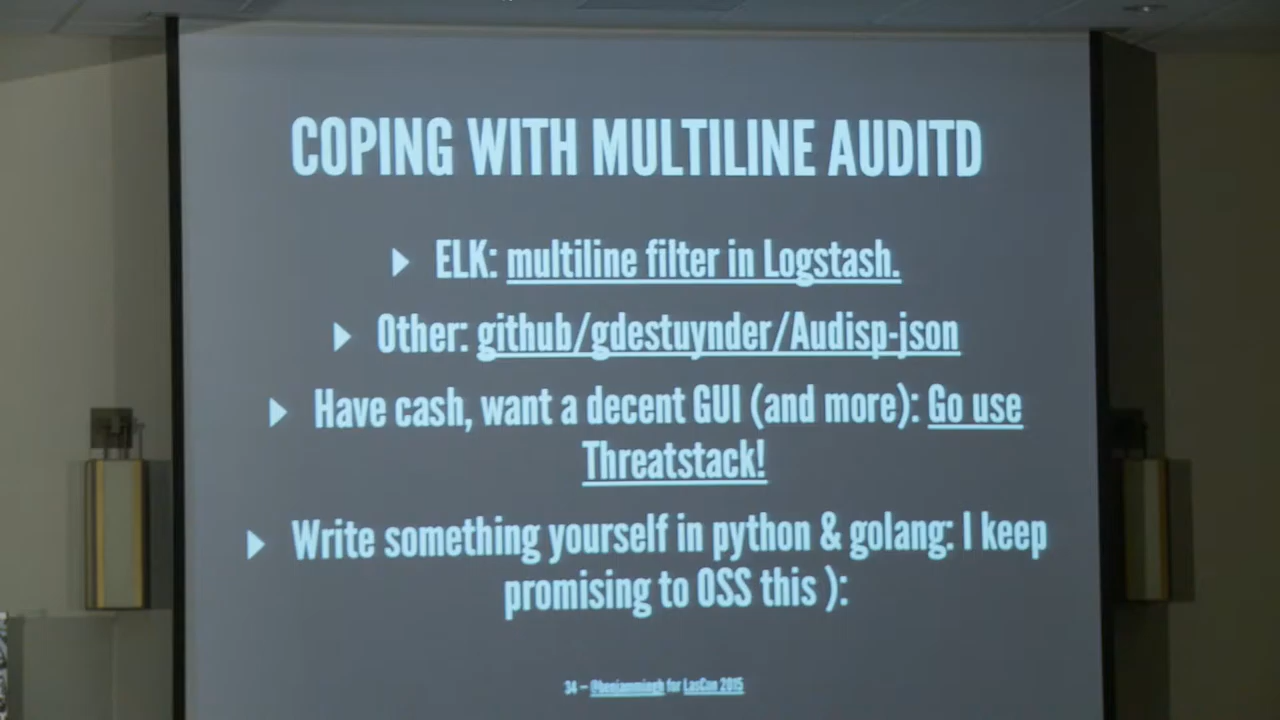 COPING WITH MULTILINE AUDITD
ELK: multiline filter in Logstash.
Other: github/gdestuynder/Audisp-json
Have cash, want a decent GUI (and more): Go use
Threatstack!
Write something yourself in python & golang: I keep
promising to OSS this ):
34 — @benjammingh for LasCon 2015